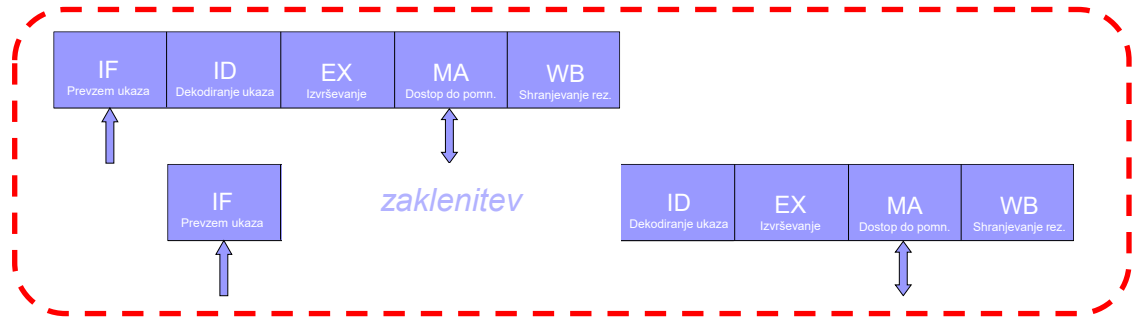 IF
Prevzem ukaza
ID
Dekodiranje ukaza
EX
Izvrševanje
MA
Dostop do pomn.
WB
Shranjevanje rez.
IF
Prevzem ukaza
zaklenitev
ID
Dekodiranje ukaza
EX
Izvrševanje
MA
Dostop do pomn.
WB
Shranjevanje rez.